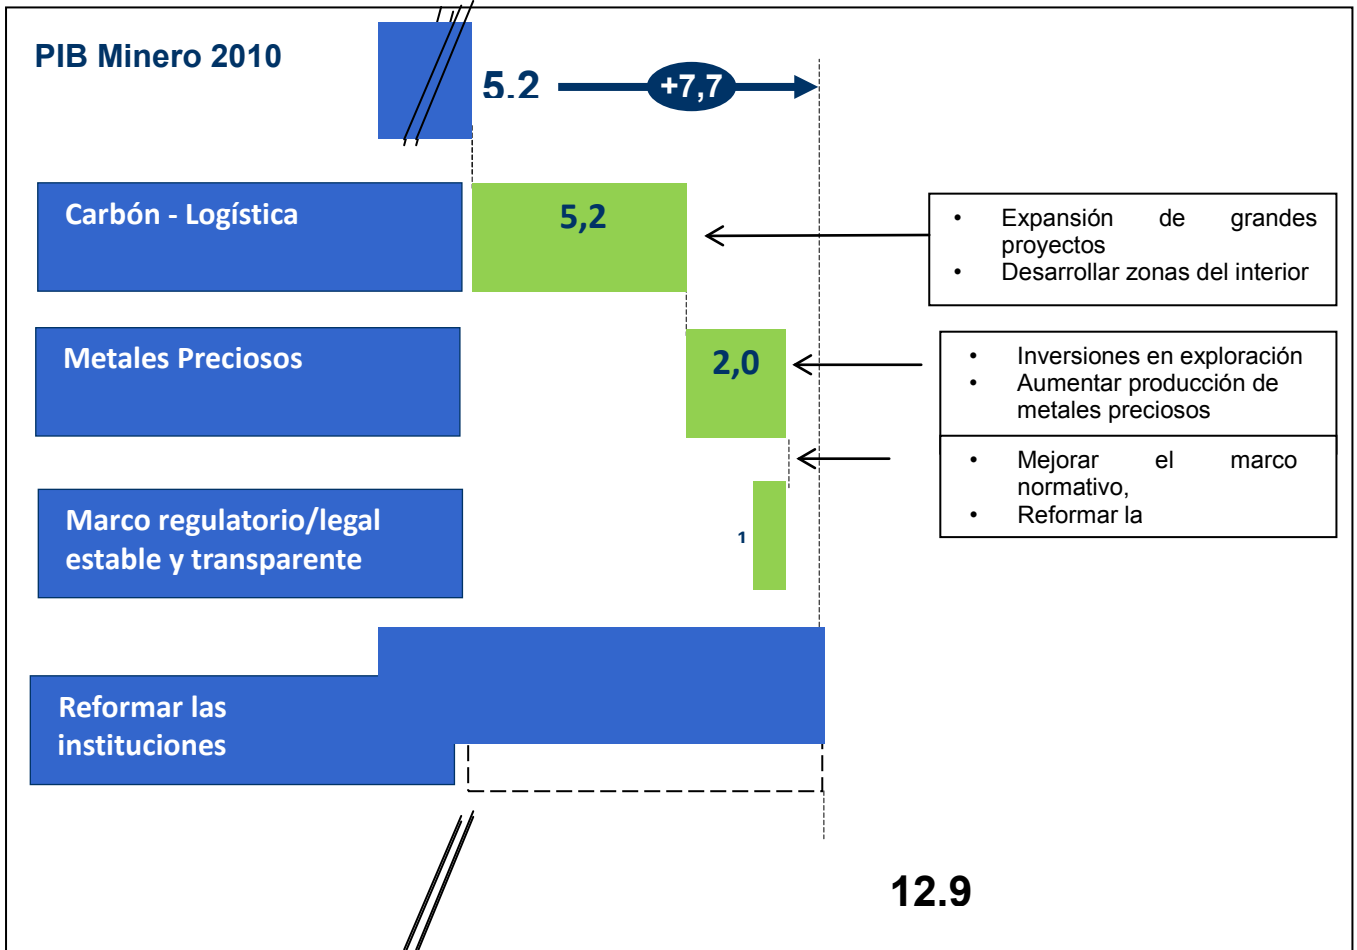 PIB Minero 2010
5.2
+7,7
Carbón - Logística
5,2
• Expansión de grandes
proyectos
• Desarrollar zonas del interior
Metales Preciosos
2,0
• Inversiones en exploración
• Aumentar producción de
metales preciosos
• Mejorar el marco
normativo,
• Reformar la
Marco regulatorio/legal
estable y transparente
1
Reformar las
instituciones
12.9